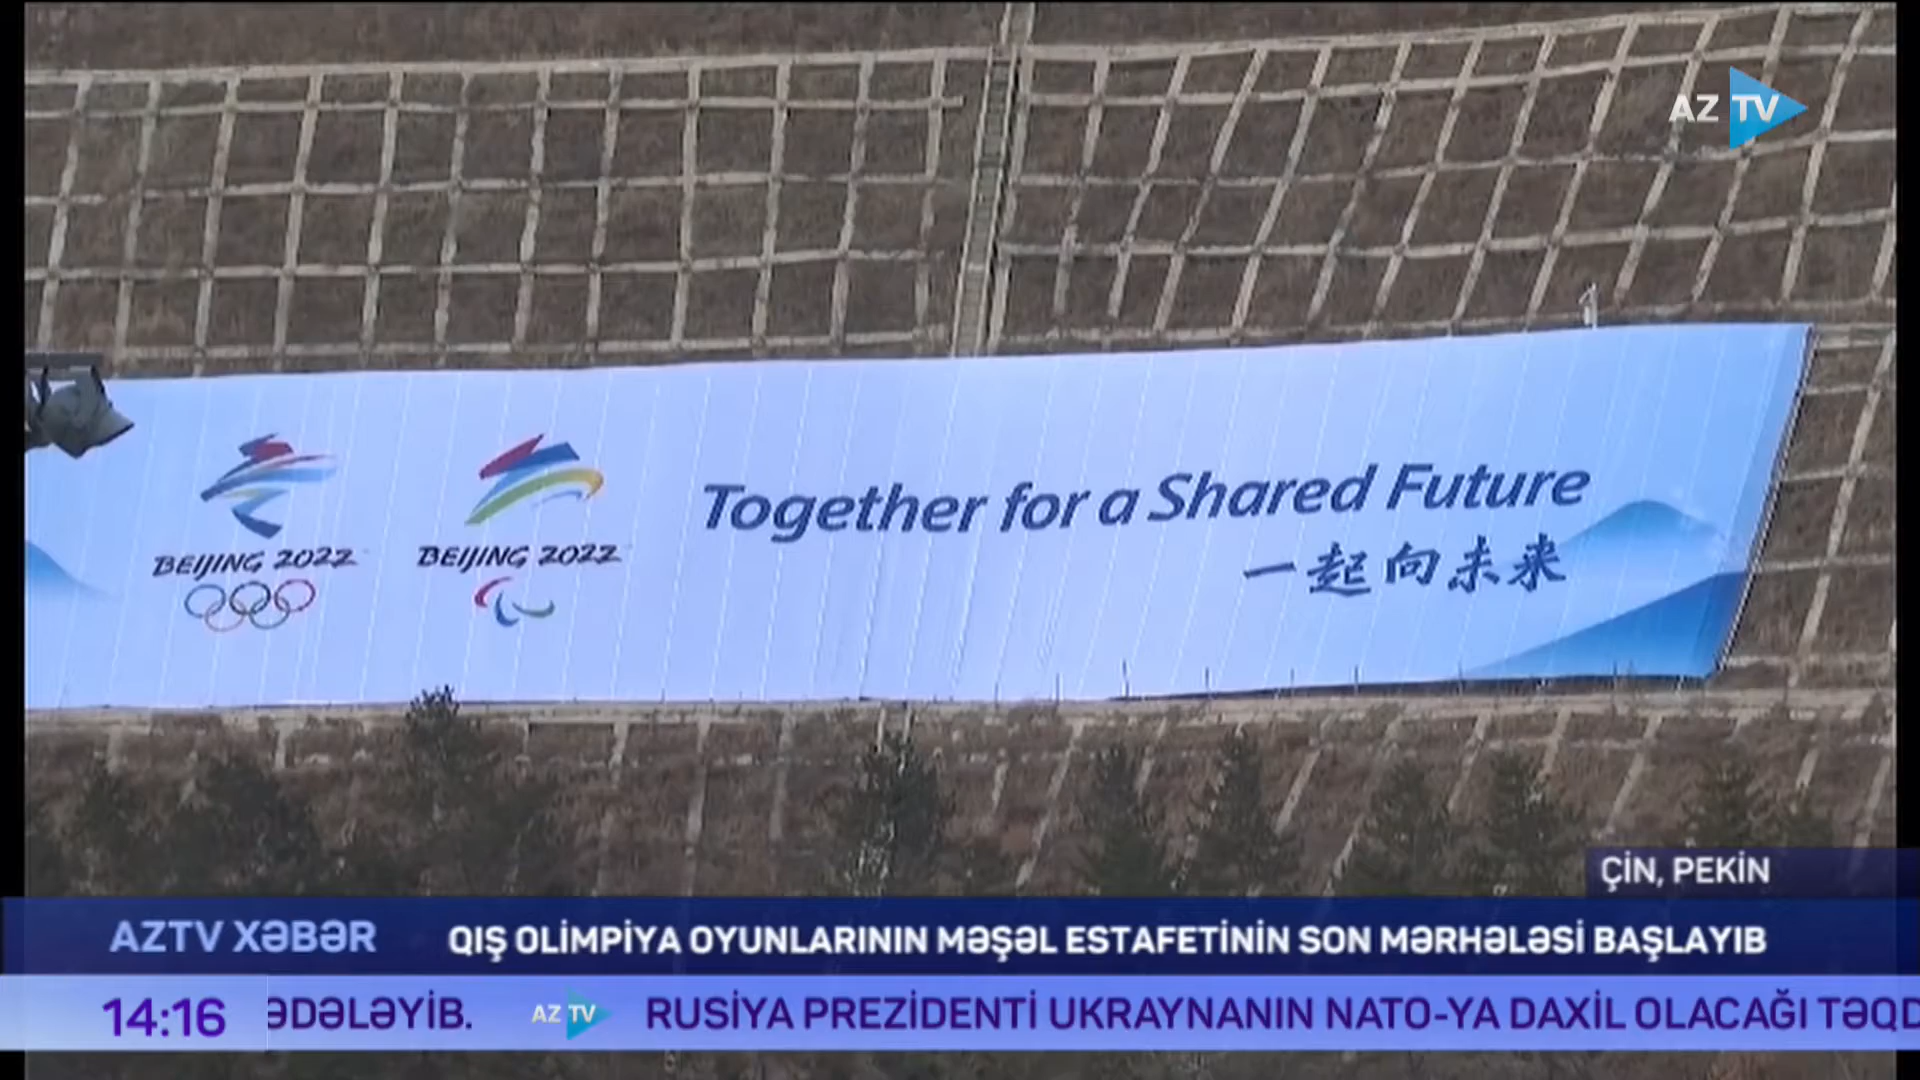 AZ TV
Together for a Shared Future
一起向未来
BEIJING 2022
BEIJING 2022
ÇİN, PEKİN
AZTV XƏBƏR
QIŞ OLİMPİYA OYUNLARININ MƏŞƏL ESTAFETİNİN SON MƏRHƏLƏSİ BAŞLAYIB
14:16
ƏDƏLƏYİB. AZ TV RUSİYA PREZİDENTİ UKRAYNANIN NATO-YA DAXİL OLACAĞI TƏQD